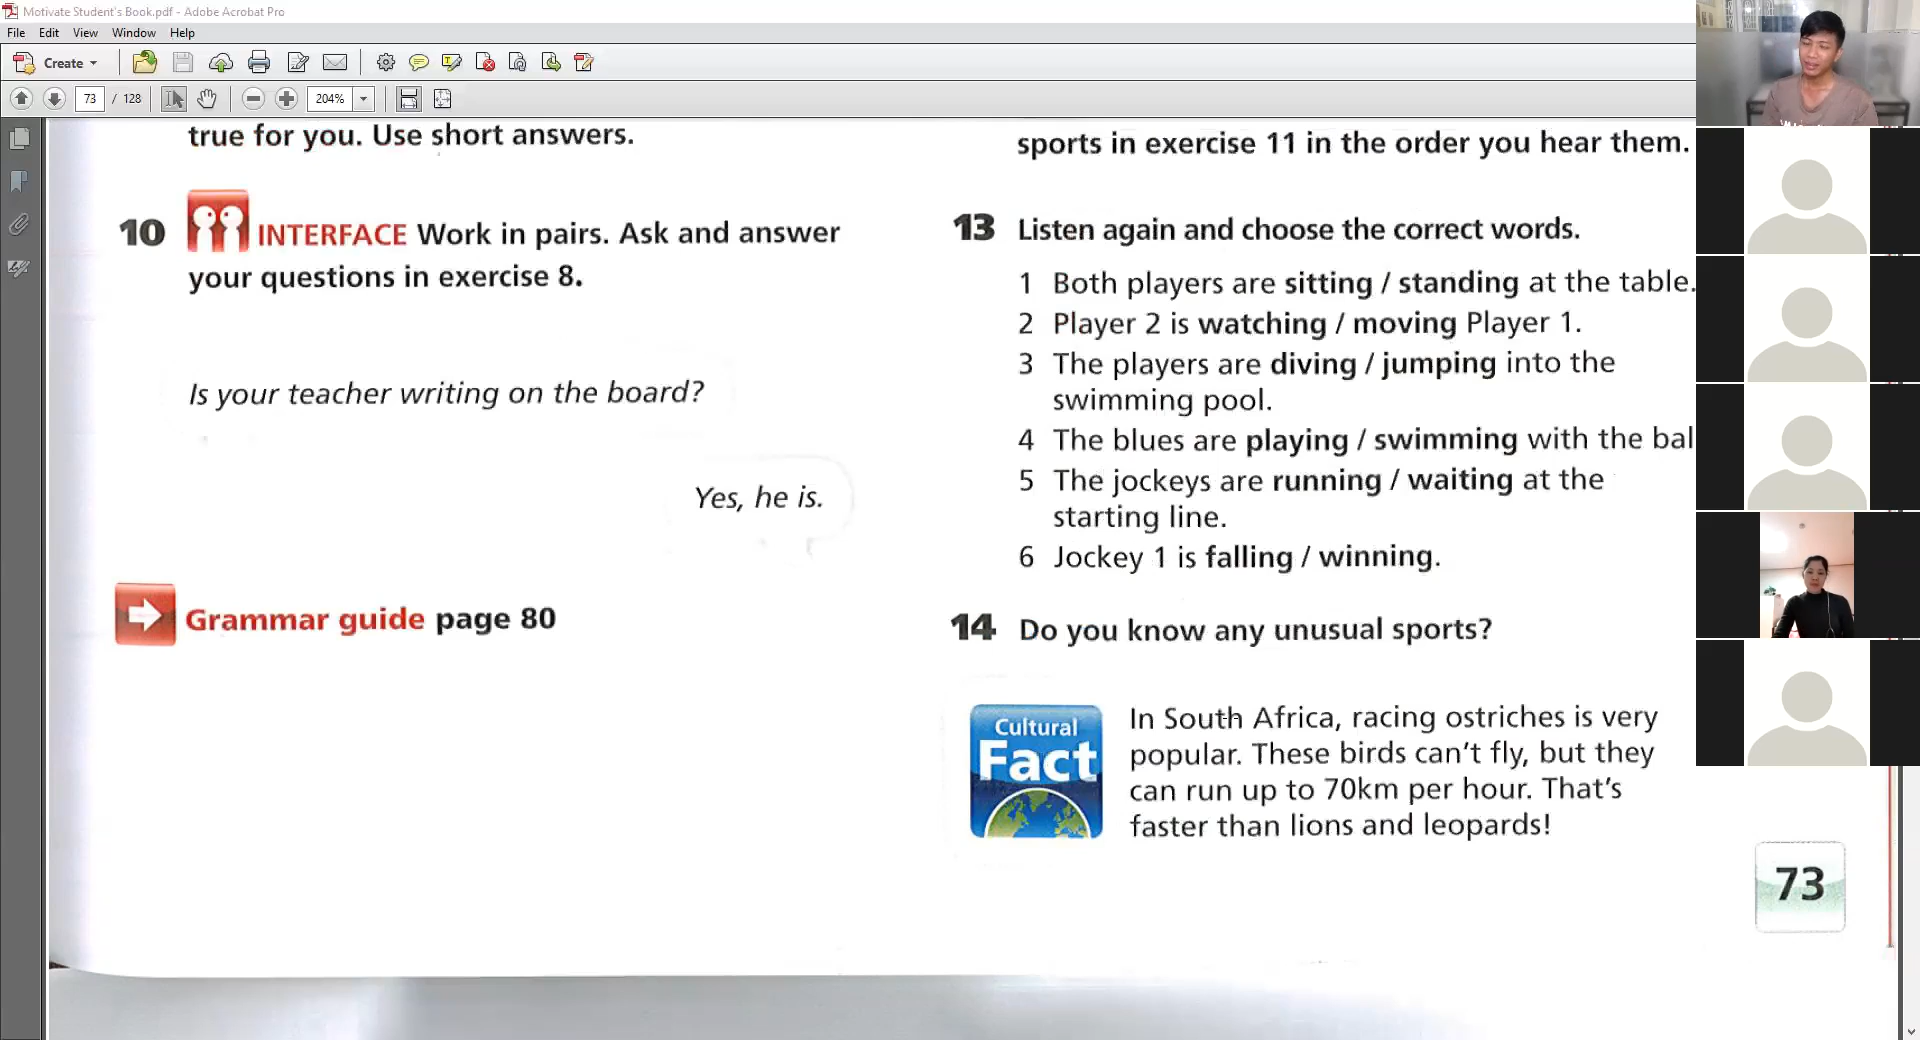 Motivate Student's Book.pdf - Adobe Acrobat Pro
File Edit View Window Help
Create
73 / 128 204%
true for you. Use short answers.
10 INTERFACE Work in pairs. Ask and answer
your questions in exercise 8.
Is your teacher writing on the board?
Yes, he is.
Grammar guide page 80
sports in exercise 11 in the order you hear them.
13 Listen again and choose the correct words.
1 Both players are sitting / standing at the table.
2 Player 2 is watching / moving Player 1.
3 The players are diving / jumping into the
swimming pool.
4 The blues are playing / swimming with the bal
5 The jockeys are running / waiting at the
starting line.
6 Jockey 1 is falling / winning.
14 Do you know any unusual sports?
Cultural
Fact
In South Africa, racing ostriches is very
popular. These birds can't fly, but they
can run up to 70km per hour. That's
faster than lions and leopards!
73